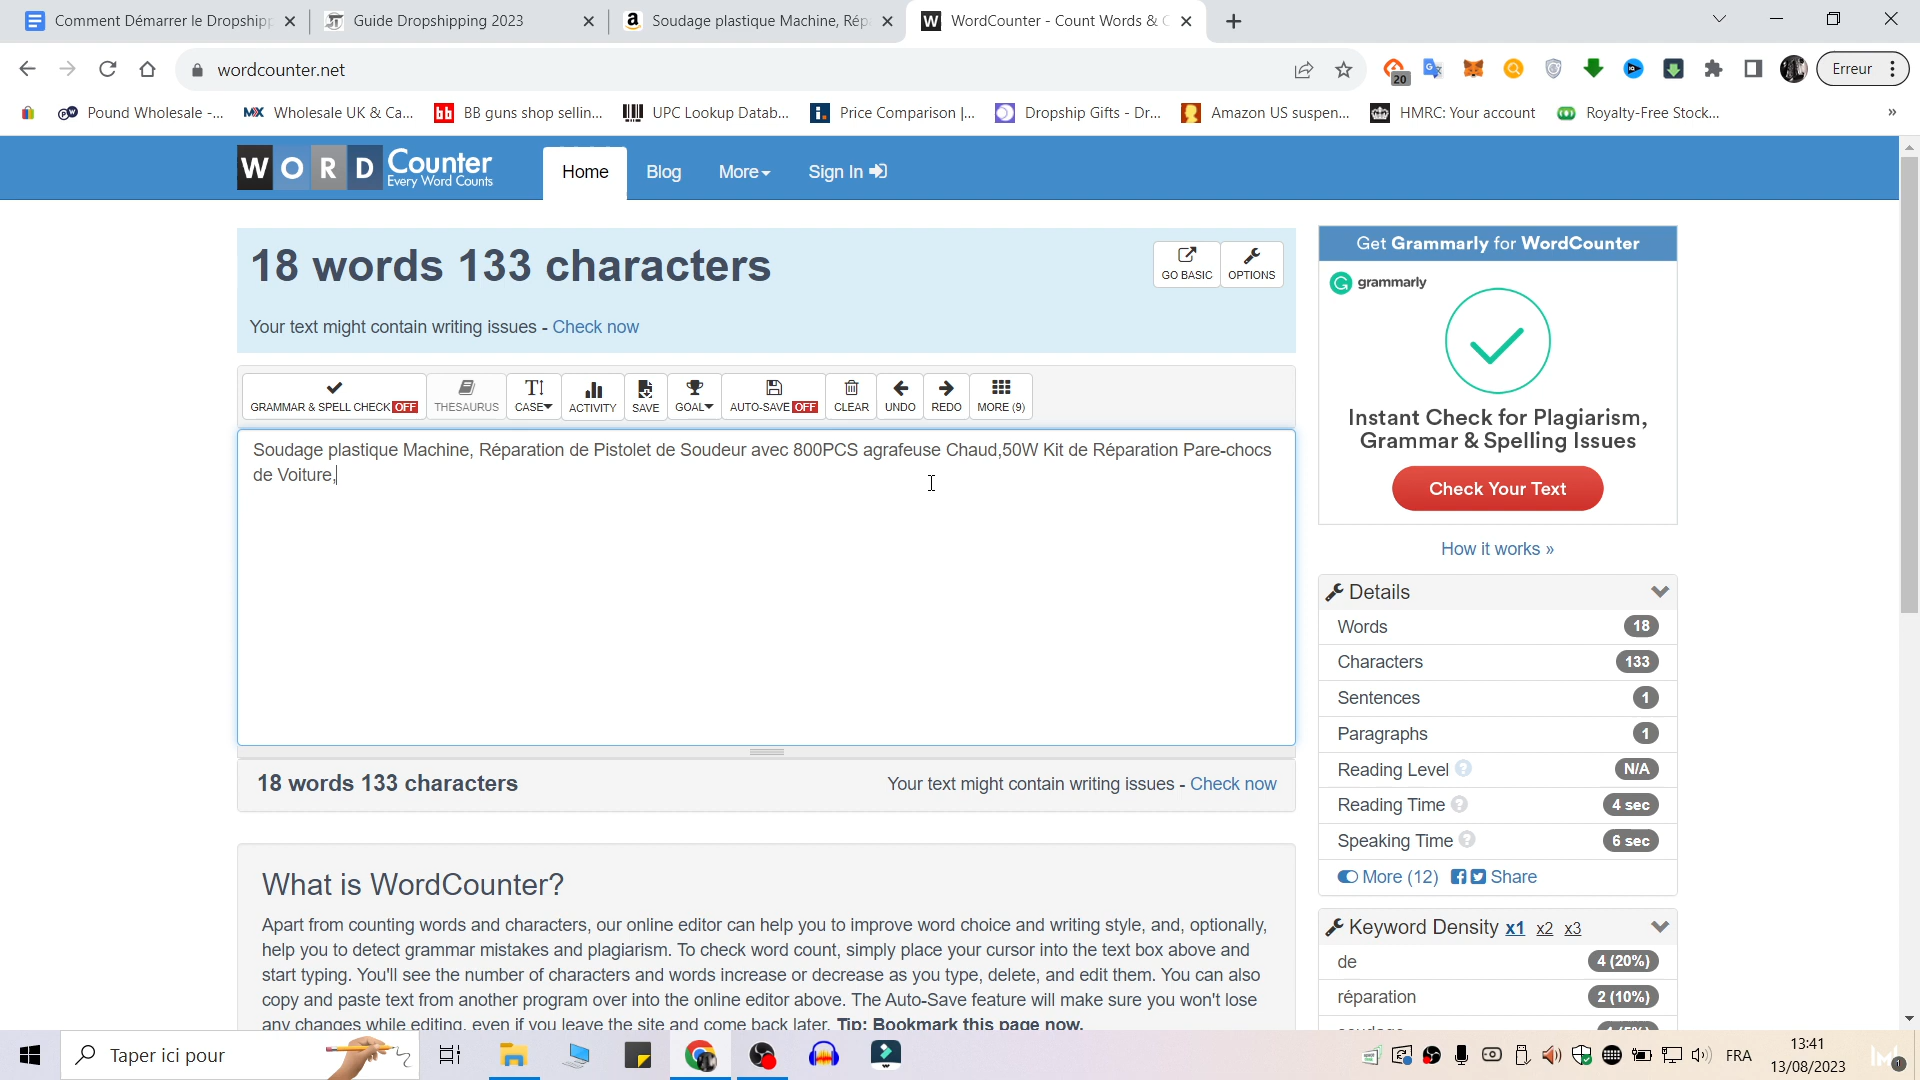 Comment Démarrer le Dropshipp
Guide Dropshipping 2023
Soudage plastique Machine, Rép
WordCounter - Count Words & C
wordcounter.net
20
Erreur
Pound Wholesale -...
Wholesale UK & Ca...
BB guns shop sellin...
UPC Lookup Datab...
Price Comparison |...
Dropship Gifts - Dr...
Amazon US suspen...
HMRC: Your account
Royalty-Free Stock...
WORD Counter
Every Word Counts
Home
Blog
More
Sign In
18 words 133 characters
GO BASIC
OPTIONS
Your text might contain writing issues - Check now
GRAMMAR & SPELL CHECK OFF
THESAURUS
CASE
ACTIVITY
SAVE
GOAL
AUTO-SAVE OFF
CLEAR
UNDO
REDO
MORE (9)
Soudage plastique Machine, Réparation de Pistolet de Soudeur avec 800PCS agrafeuse Chaud,50W Kit de Réparation Pare-chocs
de Voiture,
18 words 133 characters
Your text might contain writing issues - Check now
What is WordCounter?
Apart from counting words and characters, our online editor can help you to improve word choice and writing style, and, optionally,
help you to detect grammar mistakes and plagiarism. To check word count, simply place your cursor into the text box above and
start typing. You'll see the number of characters and words increase or decrease as you type, delete, and edit them. You can also
copy and paste text from another program over into the online editor above. The Auto-Save feature will make sure you won't lose
any changes while editing, even if you leave the site and come back later. Tip: Bookmark this page now.
Get Grammarly for WordCounter
grammarly
Instant Check for Plagiarism,
Grammar & Spelling Issues
Check Your Text
How it works »
Details
Words 18
Characters 133
Sentences 1
Paragraphs 1
Reading Level N/A
Reading Time 4 sec
Speaking Time 6 sec
More (12) Share
Keyword Density x1 x2 x3
de 4 (20%)
réparation 2 (10%)
Taper ici pour
FRA
13:41
13/08/2023
1